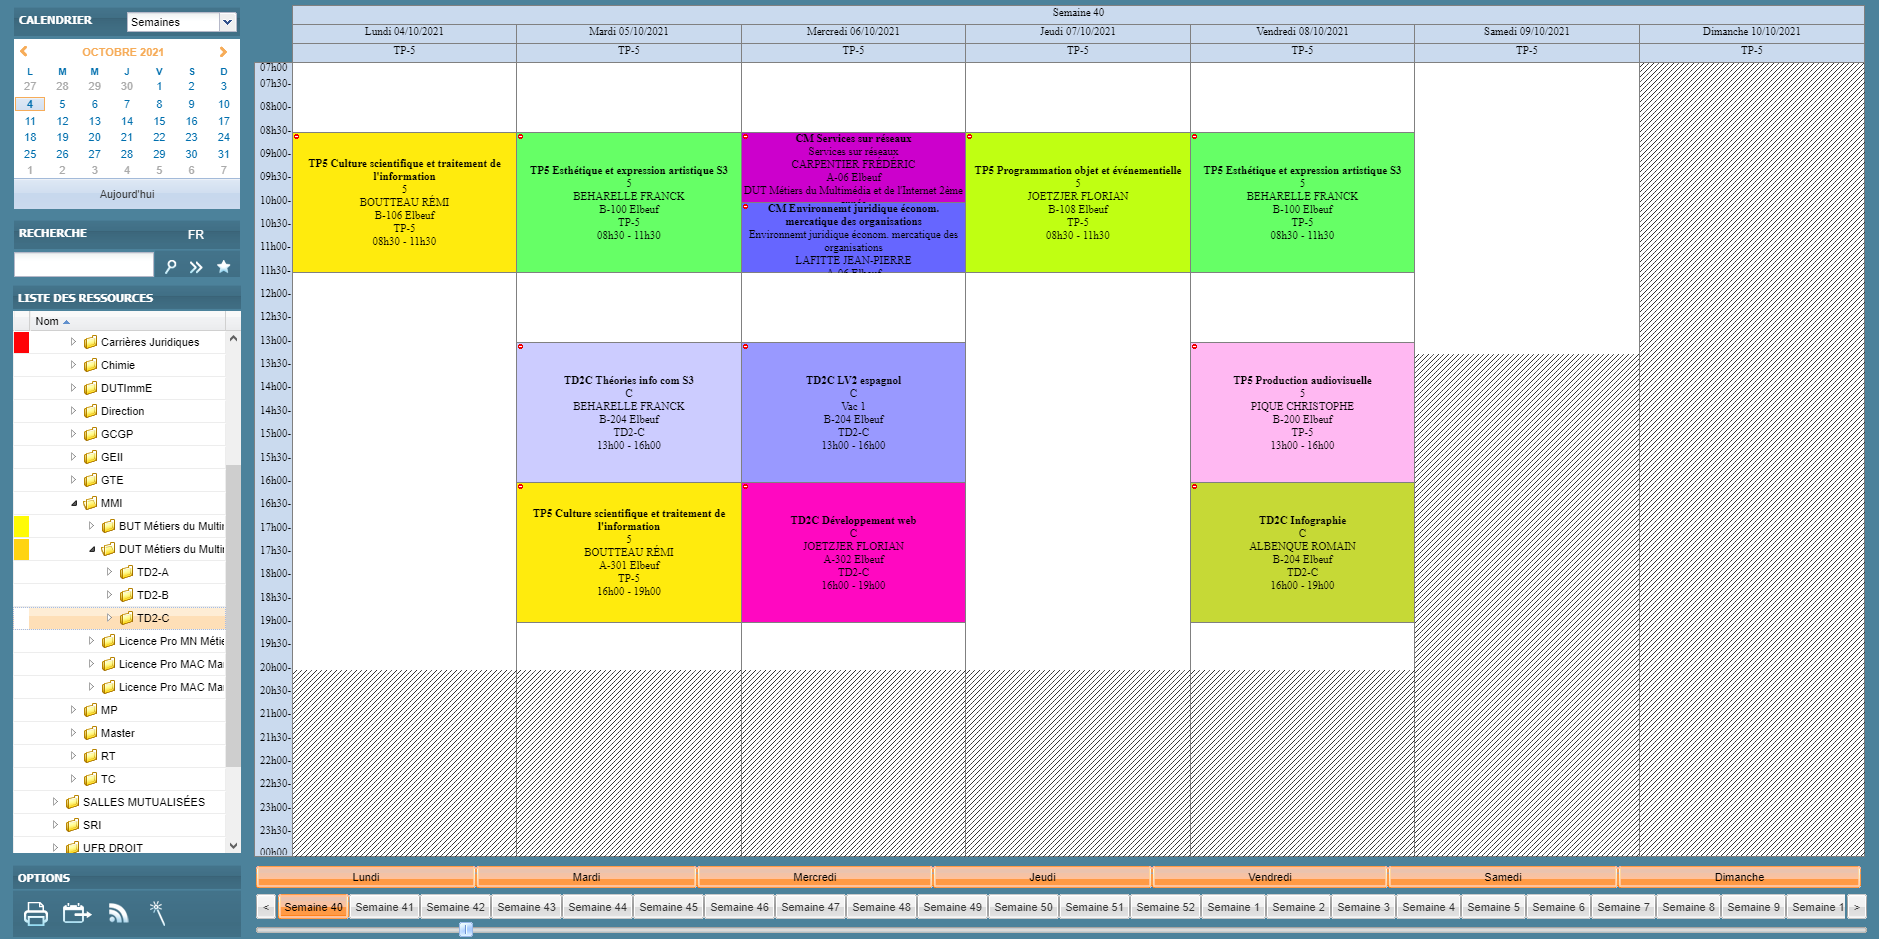 CALENDRIER
Semaines
OCTOBRE 2021
L M M J V S D
27 28 29 30 1 2 3
4 5 6 7 8 9 10
11 12 13 14 15 16 17
18 19 20 21 22 23 24
25 26 27 28 29 30 31
1 2 3 4 5 6 7
Aujourd'hui
RECHERCHE
FR
LISTE DES RESSOURCES
Nom
Carrières Juridiques
Chimie
DUTImmE
Direction
GCGP
GEII
GTE
MMI
BUT Métiers du Multir
DUT Métiers du Multi
TD2-A
TD2-B
TD2-C
Licence Pro MN Métie
Licence Pro MAC Mar
Licence Pro MAC Mar
MP
Master
RT
TC
SALLES MUTUALISÉES
SRI
UFR DROIT
OPTIONS
Semaine 40
Lundi 04/10/2021
Mardi 05/10/2021
Mercredi 06/10/2021
Jeudi 07/10/2021
Vendredi 08/10/2021
Samedi 09/10/2021
Dimanche 10/10/2021
TP-5
TP-5
TP-5
TP-5
TP-5
TP-5
TP-5
07h00
07h30-
08h00-
08h30-
09h00-
09h30-
10h00-
10h30-
11h00-
11h30-
12h00-
12h30-
13h00-
13h30-
14h00-
14h30-
15h00-
15h30-
16h00-
16h30-
17h00-
17h30-
18h00-
18h30-
19h00-
19h30-
20h00-
20h30-
21h00-
21h30-
22h00-
22h30-
23h00-
23h30-
00h00
TP5 Culture scientifique et traitement de
l'information
5
BOUTTEAU RÉMI
B-106 Elbeuf
TP-5
08h30 - 11h30
TP5 Esthétique et expression artistique S3
5
BEHARELLE FRANCK
B-100 Elbeuf
TP-5
08h30 - 11h30
TD2C Théories info com S3
C
BEHARELLE FRANCK
B-204 Elbeuf
TD2-C
13h00 - 16h00
TP5 Culture scientifique et traitement de
l'information
5
BOUTTEAU RÉMI
A-301 Elbeuf
TP-5
16h00 - 19h00
CM Services sur réseaux
Services sur réseaux
CARPENTIER FREDERIC
A-06 Elbeuf
DUT Métiers du Multimédia et de l'Internet 2ème
CM Environnemt juridique économ.
mercatique des organisations
Environnemt juridique économ. mercatique des
organisations
LAFITTE JEAN-PIERRE
A-06 Elbeuf
TD2C LV2 espagnol
C
Vac 1
B-204 Elbeuf
TD2-C
13h00 - 16h00
TD2C Développement web
C
JOETZJER FLORIAN
A-302 Elbeuf
TD2-C
16h00 - 19h00
TP5 Programmation objet et événementielle
5
JOETZJER FLORIAN
B-108 Elbeuf
TP-5
08h30 - 11h30
TP5 Esthétique et expression artistique S3
5
BEHARELLE FRANCK
B-100 Elbeuf
TP-5
08h30 - 11h30
TP5 Production audiovisuelle
5
PIQUE CHRISTOPHE
B-200 Elbeuf
TP-5
13h00 - 16h00
TD2C Infographie
C
ALBENQUE ROMAIN
B-204 Elbeuf
TD2-C
16h00 - 19h00
Lundi
Mardi
Mercredi
Jeudi
Vendredi
Samedi
Dimanche
< Semaine 40 Semaine 41 Semaine 42 Semaine 43 Semaine 44 Semaine 45 Semaine 46 Semaine 47 Semaine 48 Semaine 49 Semaine 50 Semaine 51 Semaine 52 Semaine 1 Semaine 2 Semaine 3 Semaine 4 Semaine 5 Semaine 6 Semaine 7 Semaine 8 Semaine 9 Semaine 1 >